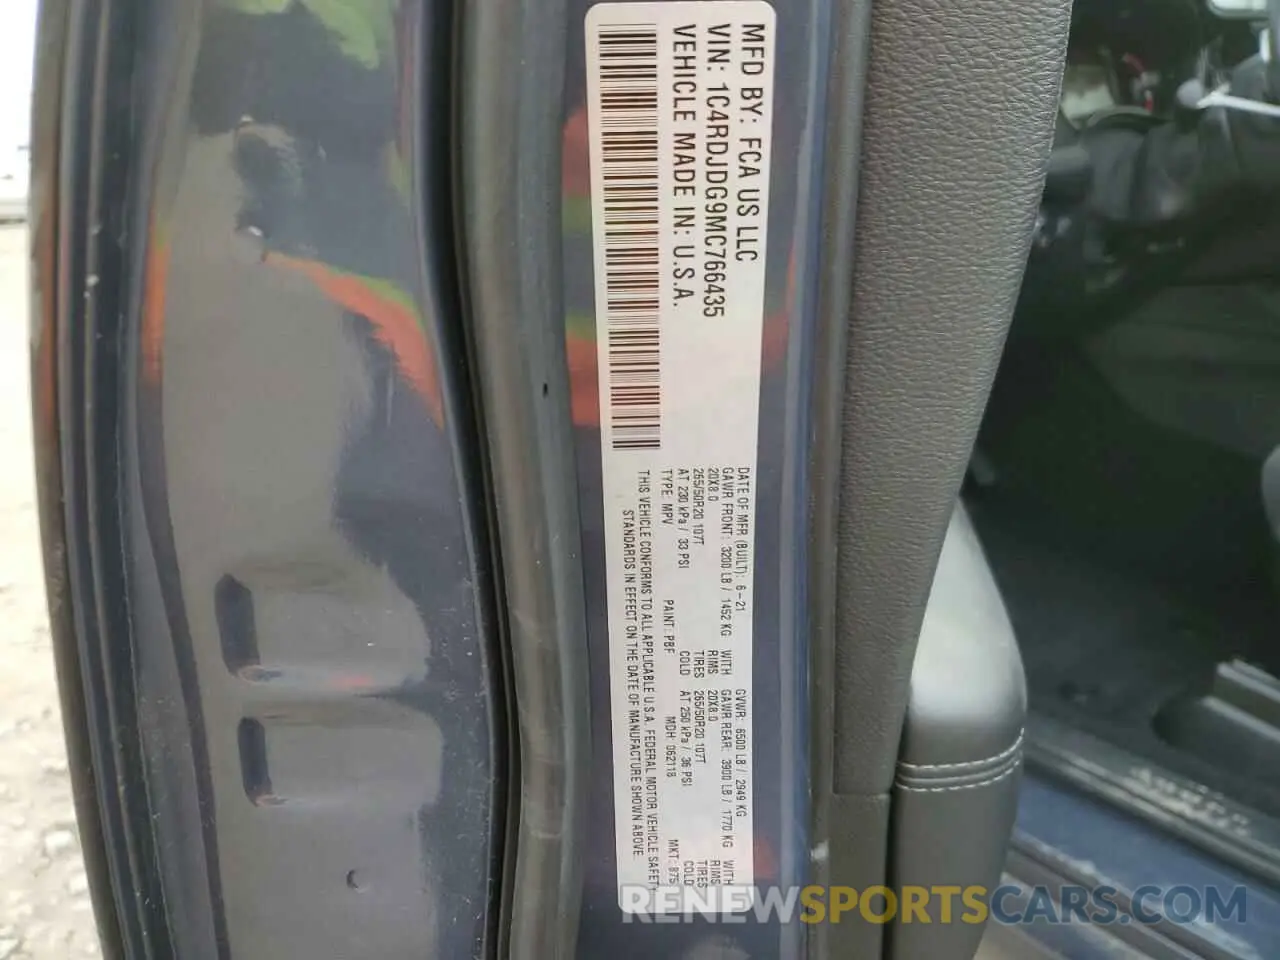 MFD BY: FCA US LLC
VIN: 1C4RDJDG9MC766435
VEHICLE MADE IN: U.S.A.
DATE OF MFR (BUILT): 6-21 GVWR: 6500 LB / 2949 KG
GAWR FRONT: 3200 LB / 1452 KG WITH GAWR REAR: 3900 LB / 1770 KG WITH
20X8.0 RIMS 20X8.0 RIMS
265/50R20 107T TIRES 265/50R20 107T TIRES
AT 230 kPa / 33 PSI COLD AT 250 kPa / 36 PSI COLD
TYPE: MPV PAINT: PBF MDH: 062118 MKT: B75
THIS VEHICLE CONFORMS TO ALL APPLICABLE U.S.A. FEDERAL MOTOR VEHICLE SAFETY
STANDARDS IN EFFECT ON THE DATE OF MANUFACTURE SHOWN ABOVE.
RENEWSPORTSCARS.COM